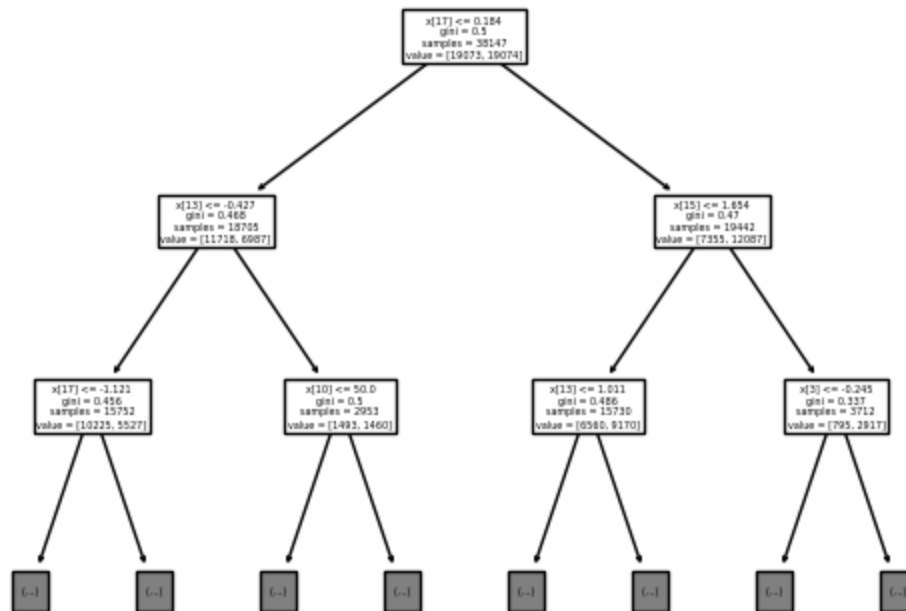 x[17] <= 0.184
gini = 0.5
samples = 38147
value = [19073, 19074]
x[13] <= -0.427
gini = 0.468
samples = 18705
value = [11718, 6987]
x[15] <= 1.654
gini = 0.47
samples = 19442
value = [7355, 12087]
x[17] <= -1.121
gini = 0.456
samples = 15752
value = [10225, 5527]
x[10] <= 50.0
gini = 0.5
samples = 2953
value = [1493, 1460]
x[13] <= 1.011
gini = 0.486
samples = 15730
value = [6560, 9170]
x[3] <= -0.245
gini = 0.337
samples = 3712
value = [795, 2917]
(...)
(...)
(...)
(...)
(...)
(...)
(...)
(...)